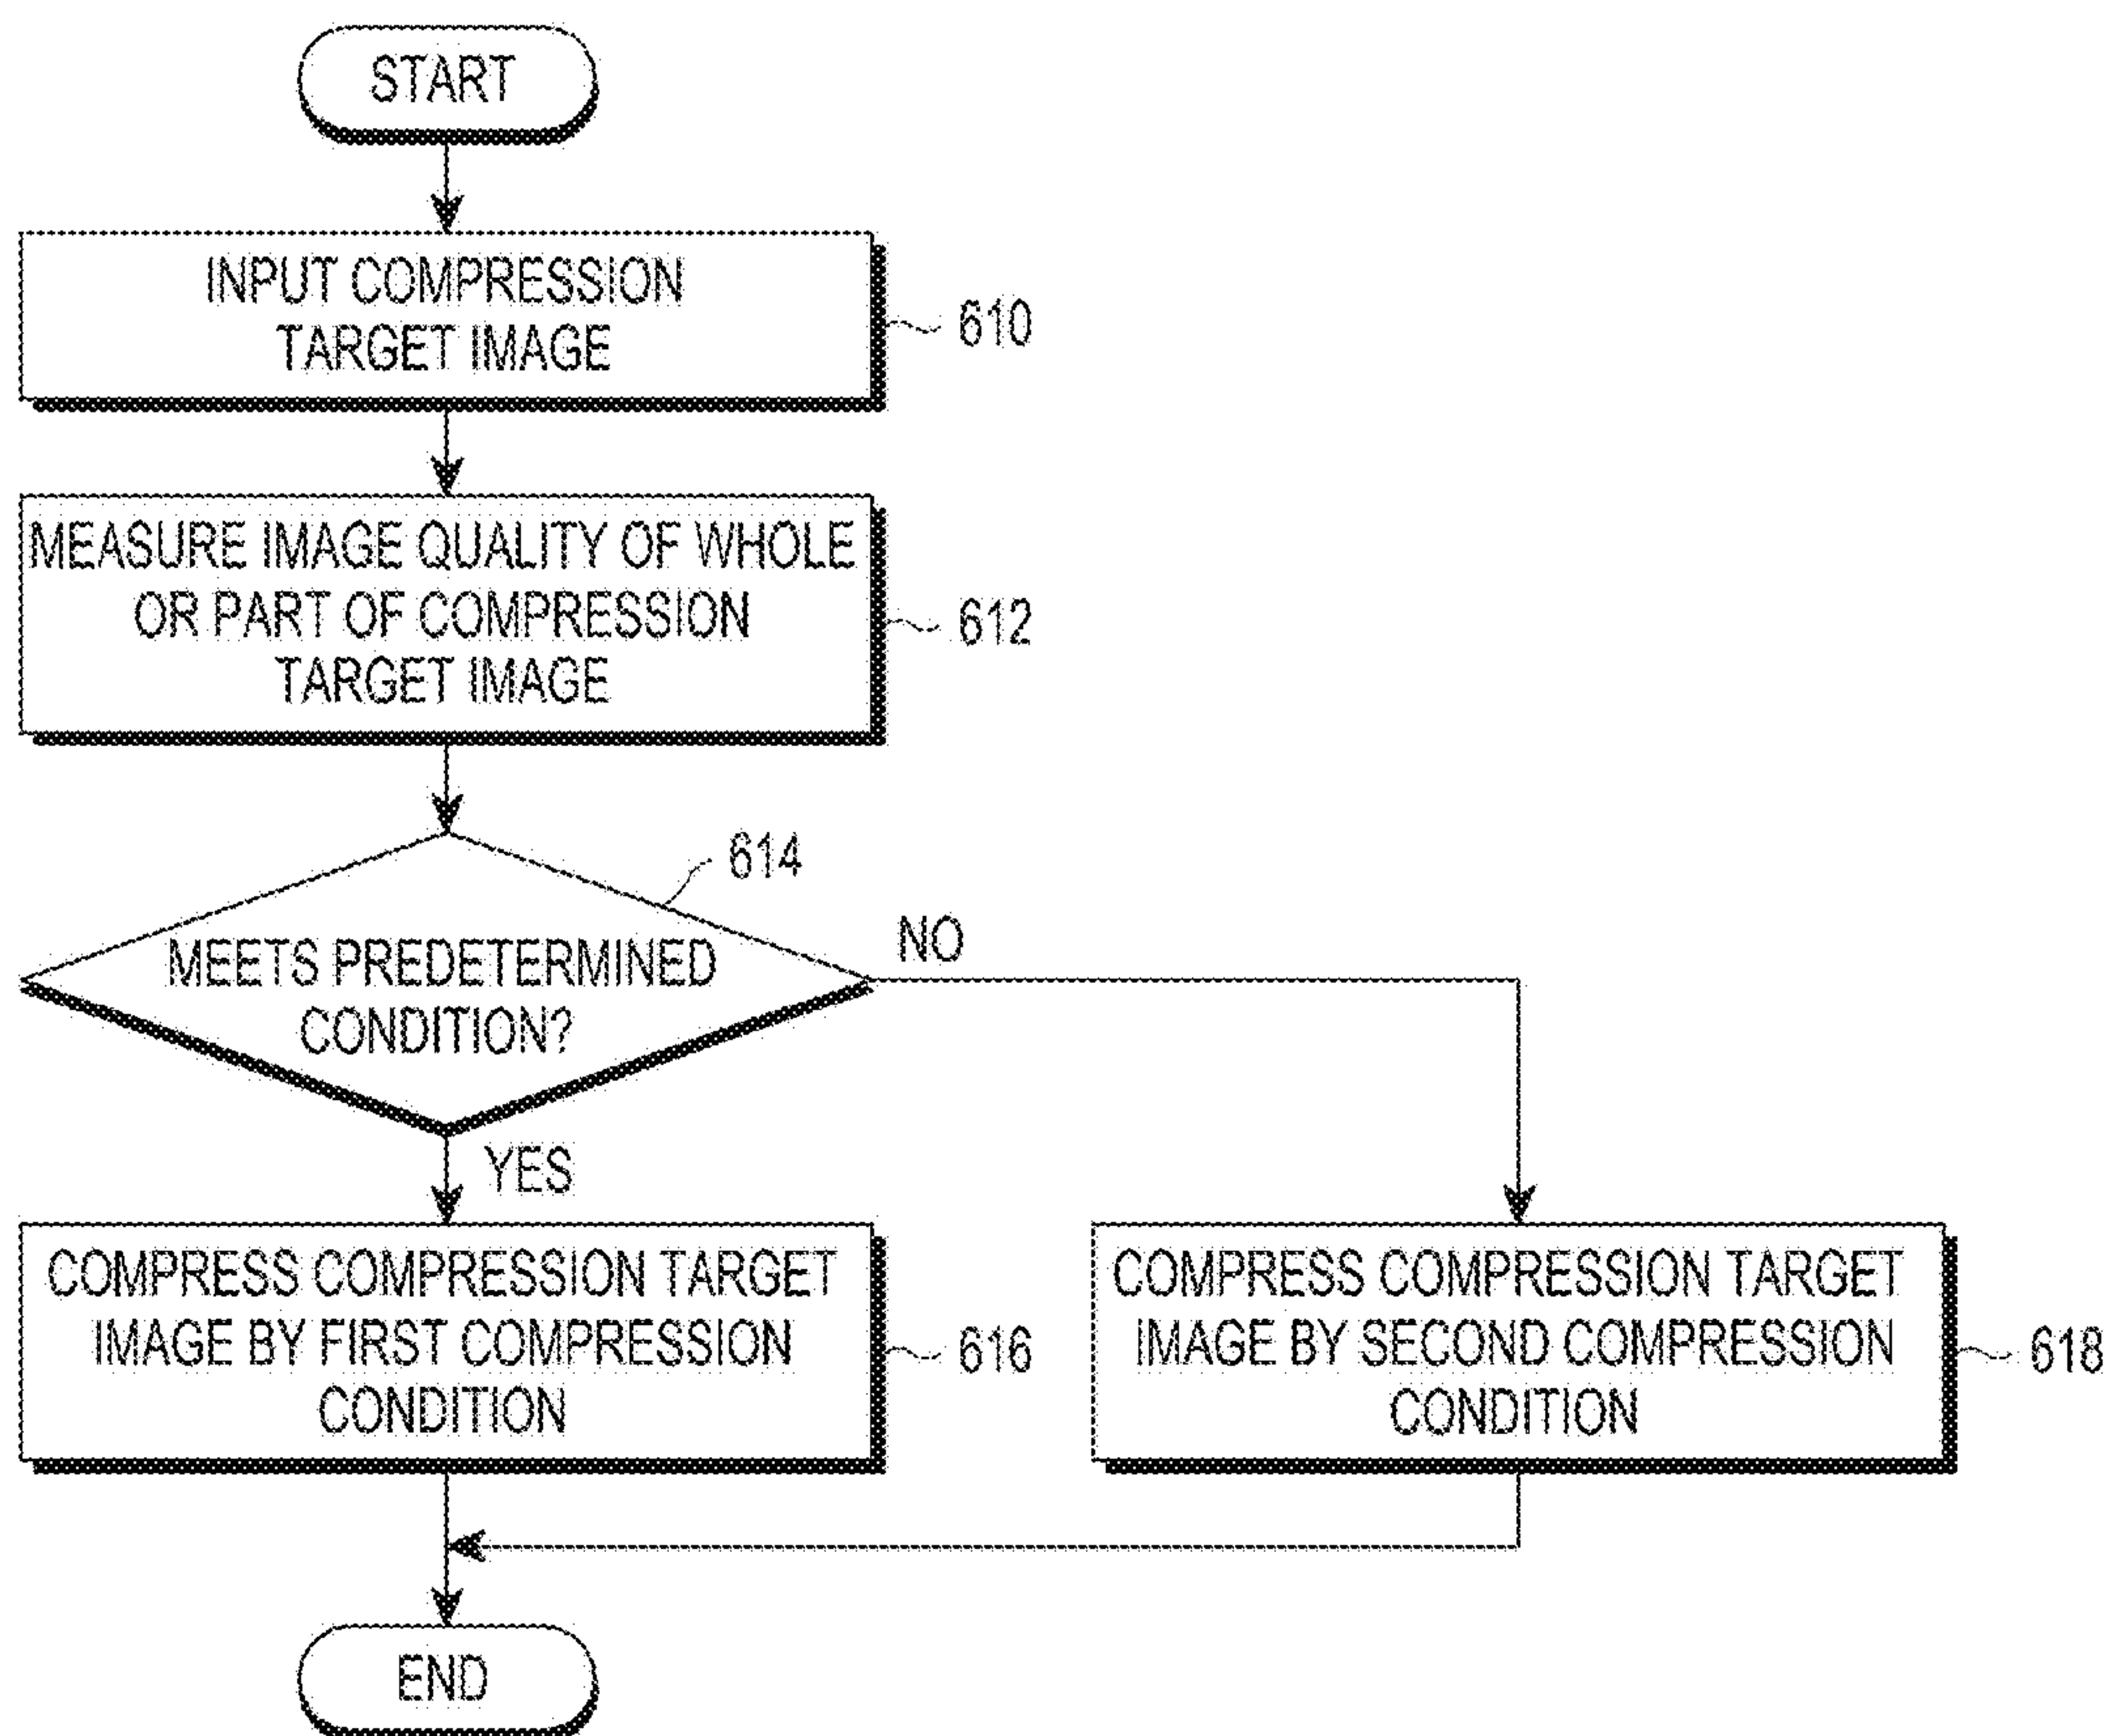 START
INPUT COMPRESSION
TARGET IMAGE
610
MEASURE IMAGE QUALITY OF WHOLE
OR PART OF COMPRESSION
TARGET IMAGE
612
614
MEETS PREDETERMINED
CONDITION?
NO
YES
COMPRESS COMPRESSION TARGET
IMAGE BY FIRST COMPRESSION
CONDITION
616
COMPRESS COMPRESSION TARGET
IMAGE BY SECOND COMPRESSION
CONDITION
618
END